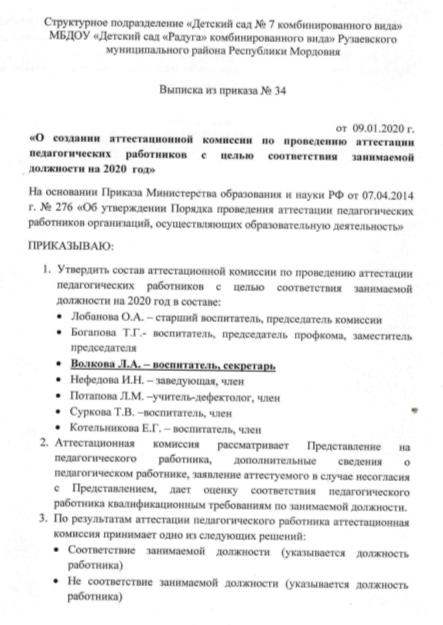 Структурное подразделение «Детский сад № 7 комбинированного вида»
МБДОУ «Детский сад «Радуга» комбинированного вида» Рузаевского
муниципального района Республики Мордовия
Выписка из приказа № 34
от 09.01.2020 г.
«О создании аттестационной комиссии по проведению аттестации
педагогических работников с целью соответствия занимаемой
должности на 2020 год»
На основании Приказа Министерства образования и науки РФ от 07.04.2014
г. № 276 «Об утверждении Порядка проведения аттестации педагогических
работников организаций, осуществляющих образовательную деятельность»
ПРИКАЗЫВАЮ:
1. Утвердить состав аттестационной комиссии по проведению аттестации
педагогических работников с целью соответствия занимаемой
должности на 2020 год в составе:
• Лобанова О.А. – старший воспитатель, председатель комиссии
• Богапова Т.Г.- воспитатель, председатель профкома, заместитель
председателя
• Волкова Л.А. – воспитатель, секретарь
• Нефедова И.Н. – заведующая, член
• Потапова Л.М. –учитель-дефектолог, член
• Суркова Т.В. –воспитатель, член
• Котельникова Е.Г. – воспитатель, член
2. Аттестационная комиссия рассматривает Представление на
педагогического работника, дополнительные сведения о
педагогическом работнике, заявление аттестуемого в случае несогласия
с Представлением, дает оценку соответствия педагогического
работника квалификационным требованиям по занимаемой должности.
3. По результатам аттестации педагогического работника аттестационная
комиссия принимает одно из следующих решений:
• Соответствие занимаемой должности (указывается должность
работника)
• Не соответствие занимаемой должности (указывается должность
работника)